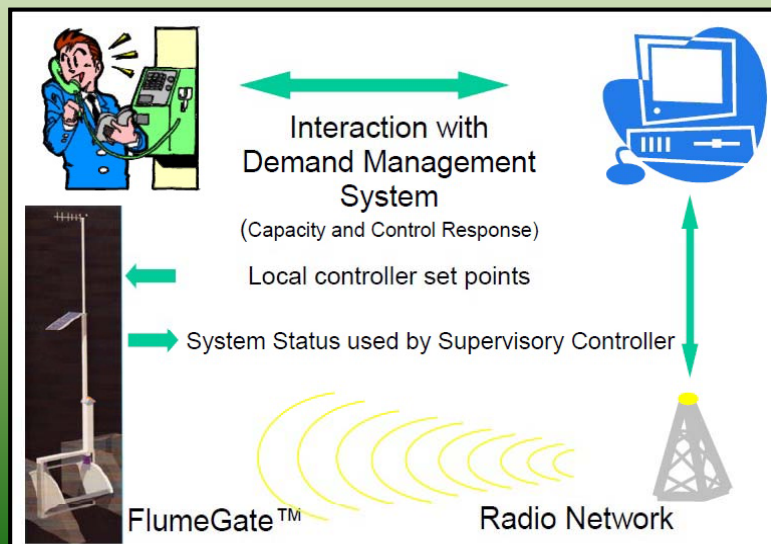 Interaction with
Demand Management
System
(Capacity and Control Response)
Local controller set points
System Status used by Supervisory Controller
FlumeGate™
Radio Network